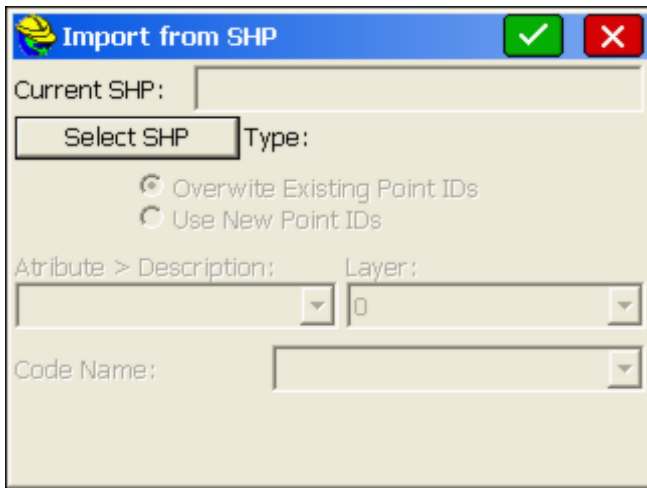 Import from SHP
Current SHP:
Select SHP Type:
Overwite Existing Point IDs
Use New Point IDs
Atribute > Description: Layer:
0
Code Name: